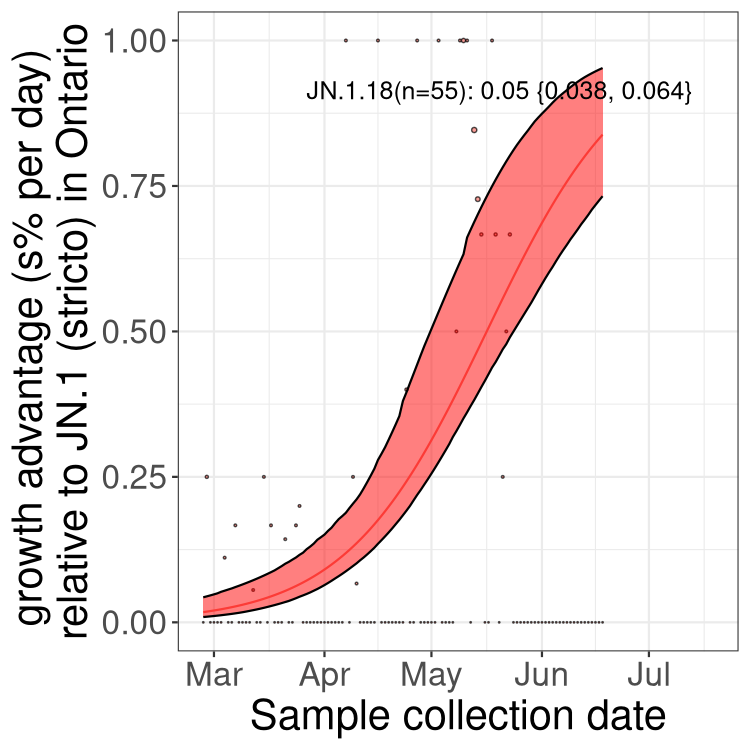 growth advantage (s% per day)
relative to JN.1 (stricto) in Ontario
1.00
0.75
0.50
0.25
0.00
JN.1.18(n=55): 0.05 {0.038, 0.064}
Mar Apr May Jun Jul
Sample collection date